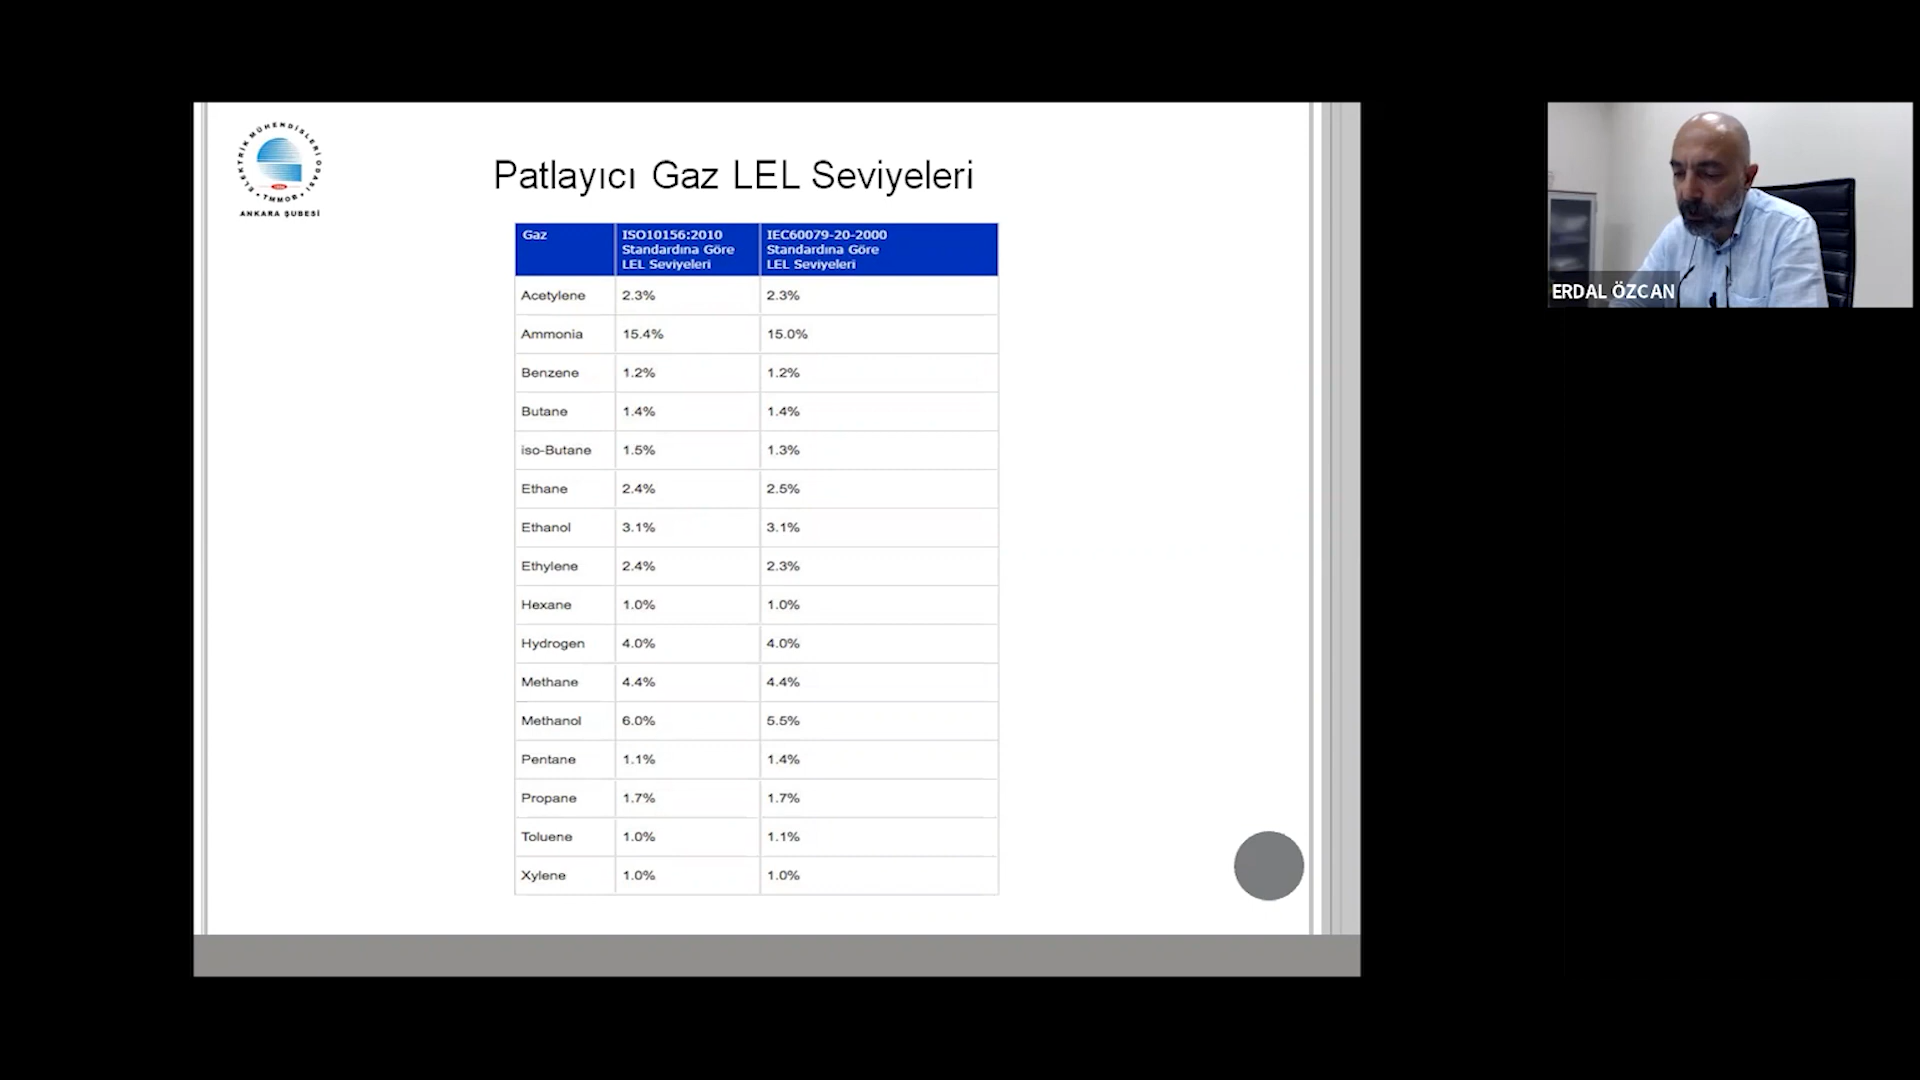 ELEKTRİK MÜHENDİSLERİ ODASI
TMMOB
ANKARA ŞUBESİ
Patlayıcı Gaz LEL Seviyeleri
Gaz ISO10156:2010 Standardına Göre LEL Seviyeleri IEC60079-20-2000 Standardına Göre LEL Seviyeleri
Acetylene 2.3% 2.3%
Ammonia 15.4% 15.0%
Benzene 1.2% 1.2%
Butane 1.4% 1.4%
iso-Butane 1.5% 1.3%
Ethane 2.4% 2.5%
Ethanol 3.1% 3.1%
Ethylene 2.4% 2.3%
Hexane 1.0% 1.0%
Hydrogen 4.0% 4.0%
Methane 4.4% 4.4%
Methanol 6.0% 5.5%
Pentane 1.1% 1.4%
Propane 1.7% 1.7%
Toluene 1.0% 1.1%
Xylene 1.0% 1.0%
ERDAL ÖZCAN